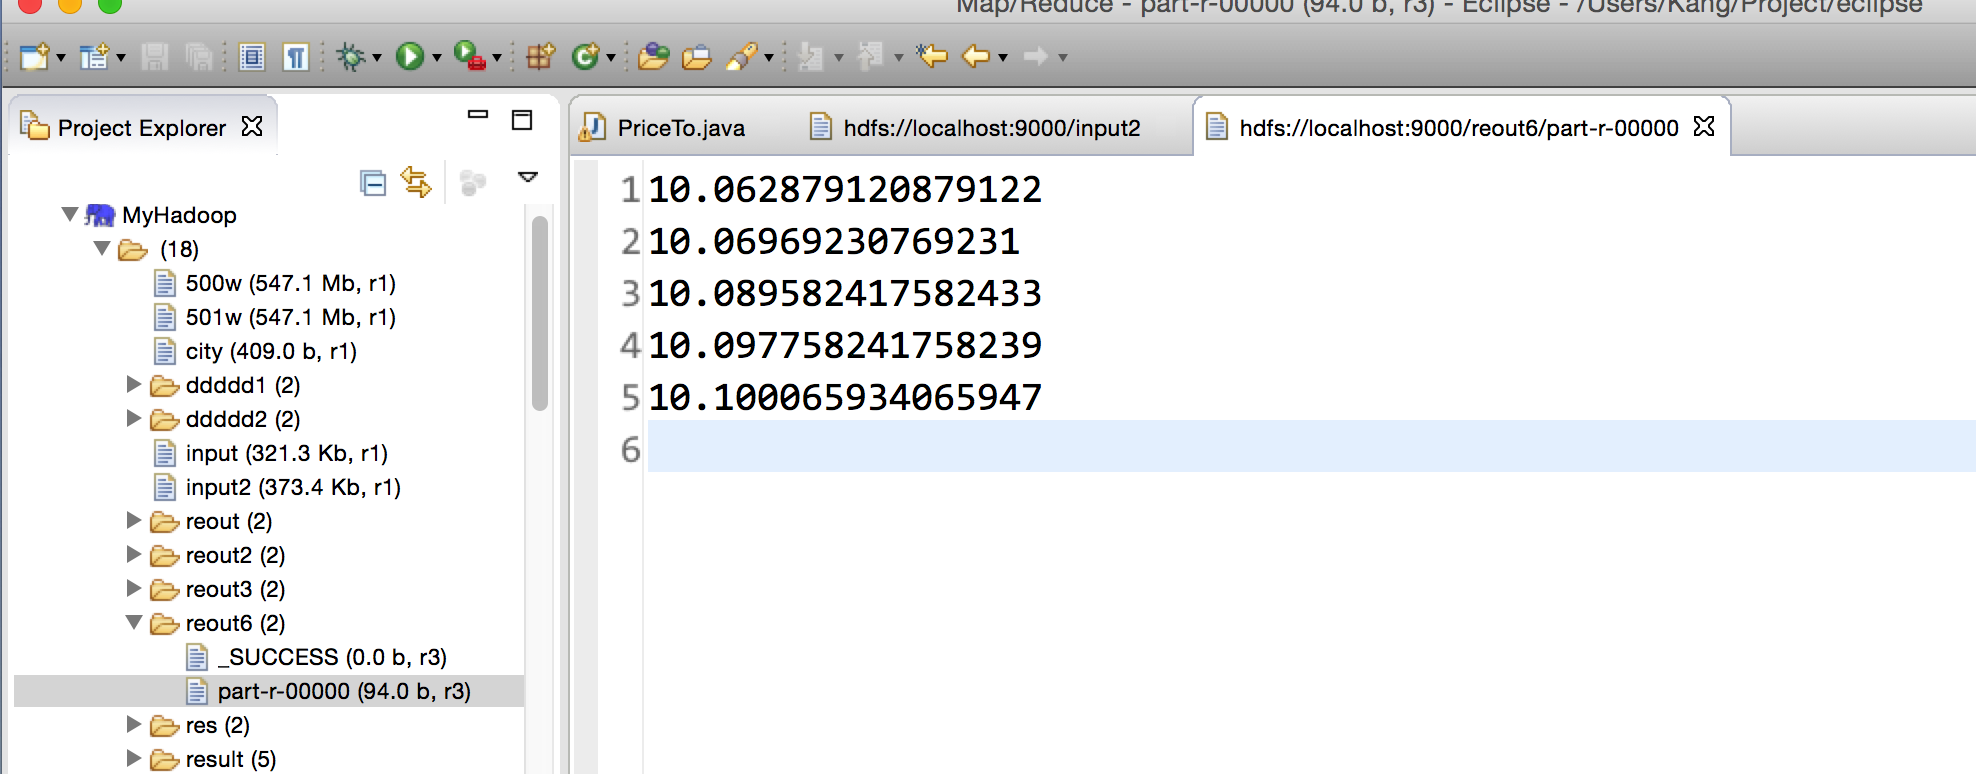 Map/Reduce - part-r-00000 (94.0 b, r3) - Eclipse - /Users/Kang/Project/eclipse
Project Explorer
MyHadoop
(18)
500w (547.1 Mb, r1)
501w (547.1 Mb, r1)
city (409.0 b, r1)
ddddd1 (2)
ddddd2 (2)
input (321.3 Kb, r1)
input2 (373.4 Kb, r1)
reout (2)
reout2 (2)
reout3 (2)
reout6 (2)
_SUCCESS (0.0 b, r3)
part-r-00000 (94.0 b, r3)
res (2)
result (5)
PriceTo.java
hdfs://localhost:9000/input2
hdfs://localhost:9000/reout6/part-r-00000
1 10.062879120879122
2 10.06969230769231
3 10.089582417582433
4 10.097758241758239
5 10.100065934065947
6